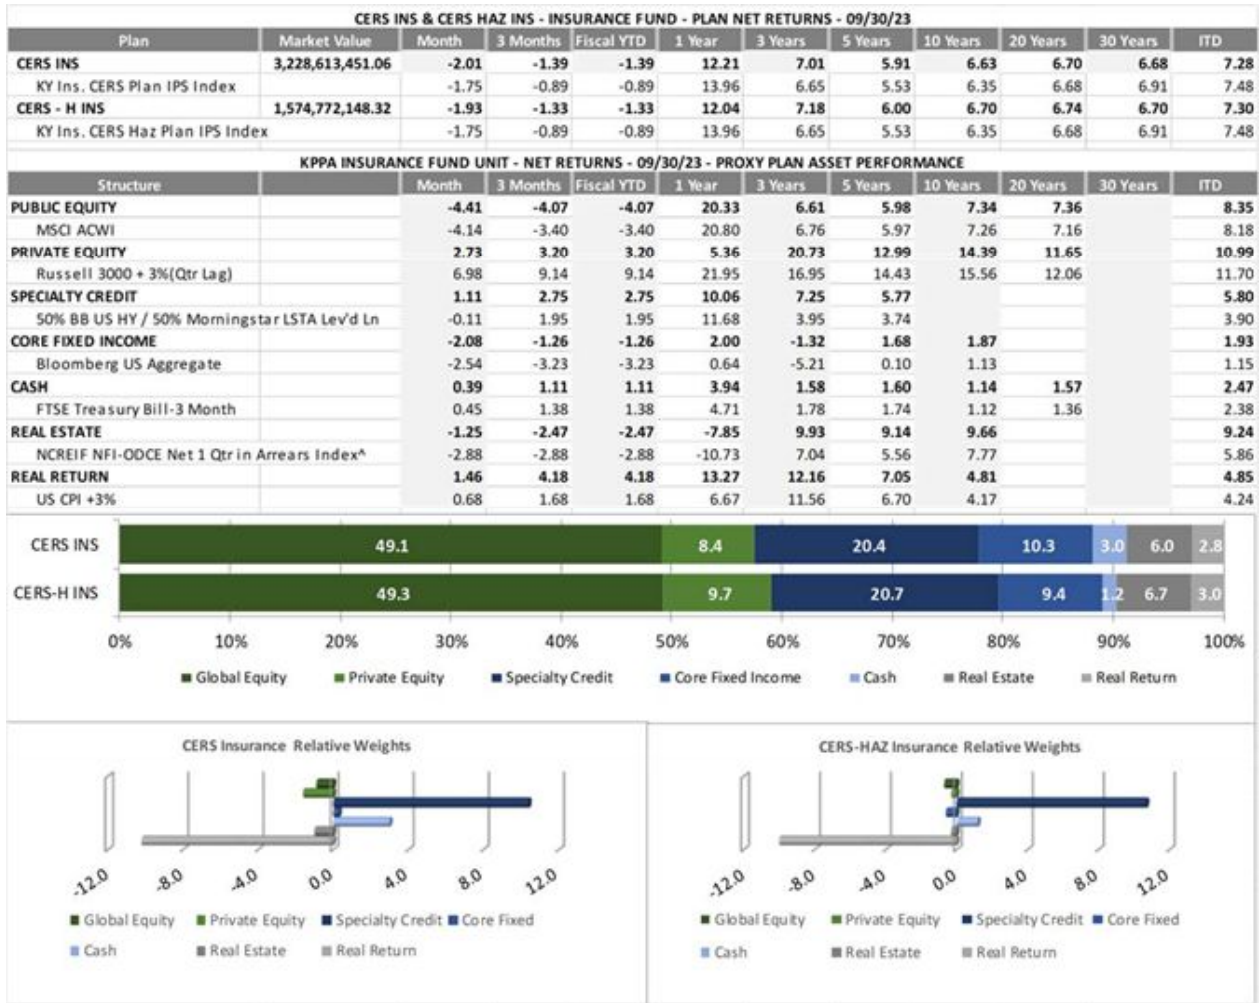 CERS INS & CERS HAZ INS - INSURANCE FUND - PLAN NET RETURNS - 09/30/23
Plan Market Value Month 3 Months Fiscal YTD 1 Year 3 Years 5 Years 10 Years 20 Years 30 Years ITD
CERS INS 3,228,613,451.06 -2.01 -1.39 -1.39 12.21 7.01 5.91 6.63 6.70 6.68 7.28
KY Ins. CERS Plan IPS Index -1.75 -0.89 -0.89 13.96 6.65 5.53 6.35 6.68 6.91 7.48
CERS - H INS 1,574,772,148.32 -1.93 -1.33 -1.33 12.04 7.18 6.00 6.70 6.74 6.70 7.30
KY Ins. CERS Haz Plan IPS Index -1.75 -0.89 -0.89 13.96 6.65 5.53 6.35 6.68 6.91 7.48
KPPA INSURANCE FUND UNIT - NET RETURNS - 09/30/23 - PROXY PLAN ASSET PERFORMANCE
Structure Month 3 Months Fiscal YTD 1 Year 3 Years 5 Years 10 Years 20 Years 30 Years ITD
PUBLIC EQUITY -4.41 -4.07 -4.07 20.33 6.61 5.98 7.34 7.36 8.35
MSCI ACWI -4.14 -3.40 -3.40 20.80 6.76 5.97 7.26 7.16 8.18
PRIVATE EQUITY 2.73 3.20 3.20 5.36 20.73 12.99 14.39 11.65 10.99
Russell 3000 + 3%(Qtr Lag) 6.98 9.14 9.14 21.95 16.95 14.43 15.56 12.06 11.70
SPECIALTY CREDIT 1.11 2.75 2.75 10.06 7.25 5.77 5.80
50% BB US HY / 50% Morningstar LSTA Lev'd Ln -0.11 1.95 1.95 11.68 3.95 3.74 3.90
CORE FIXED INCOME -2.08 -1.26 -1.26 2.00 -1.32 1.68 1.87 1.93
Bloomberg US Aggregate -2.54 -3.23 -3.23 0.64 -5.21 0.10 1.13 1.15
CASH 0.39 1.11 1.11 3.94 1.58 1.60 1.14 1.57 2.47
FTSE Treasury Bill-3 Month 0.45 1.38 1.38 4.71 1.78 1.74 1.12 1.36 2.38
REAL ESTATE -1.25 -2.47 -2.47 -7.85 9.93 9.14 9.66 9.24
NCREIF NFI-ODCE Net 1 Qtr in Arrears Index^ -2.88 -2.88 -2.88 -10.73 7.04 5.56 7.77 5.86
REAL RETURN 1.46 4.18 4.18 13.27 12.16 7.05 4.81 4.85
US CPI +3% 0.68 1.68 1.68 6.67 11.56 6.70 4.17 4.24
CERS INS 49.1 8.4 20.4 10.3 3.0 6.0 2.8
CERS-H INS 49.3 9.7 20.7 9.4 1.2 6.7 3.0
0% 10% 20% 30% 40% 50% 60% 70% 80% 90% 100%
Global Equity Private Equity Specialty Credit Core Fixed Income Cash Real Estate Real Return
CERS Insurance Relative Weights
-12.0 -8.0 -4.0 0.0 4.0 8.0 12.0
Global Equity Private Equity Specialty Credit Core Fixed
Cash Real Estate Real Return
CERS-HAZ Insurance Relative Weights
-12.0 -8.0 -4.0 0.0 4.0 8.0 12.0
Global Equity Private Equity Specialty Credit Core Fixed
Cash Real Estate Real Return